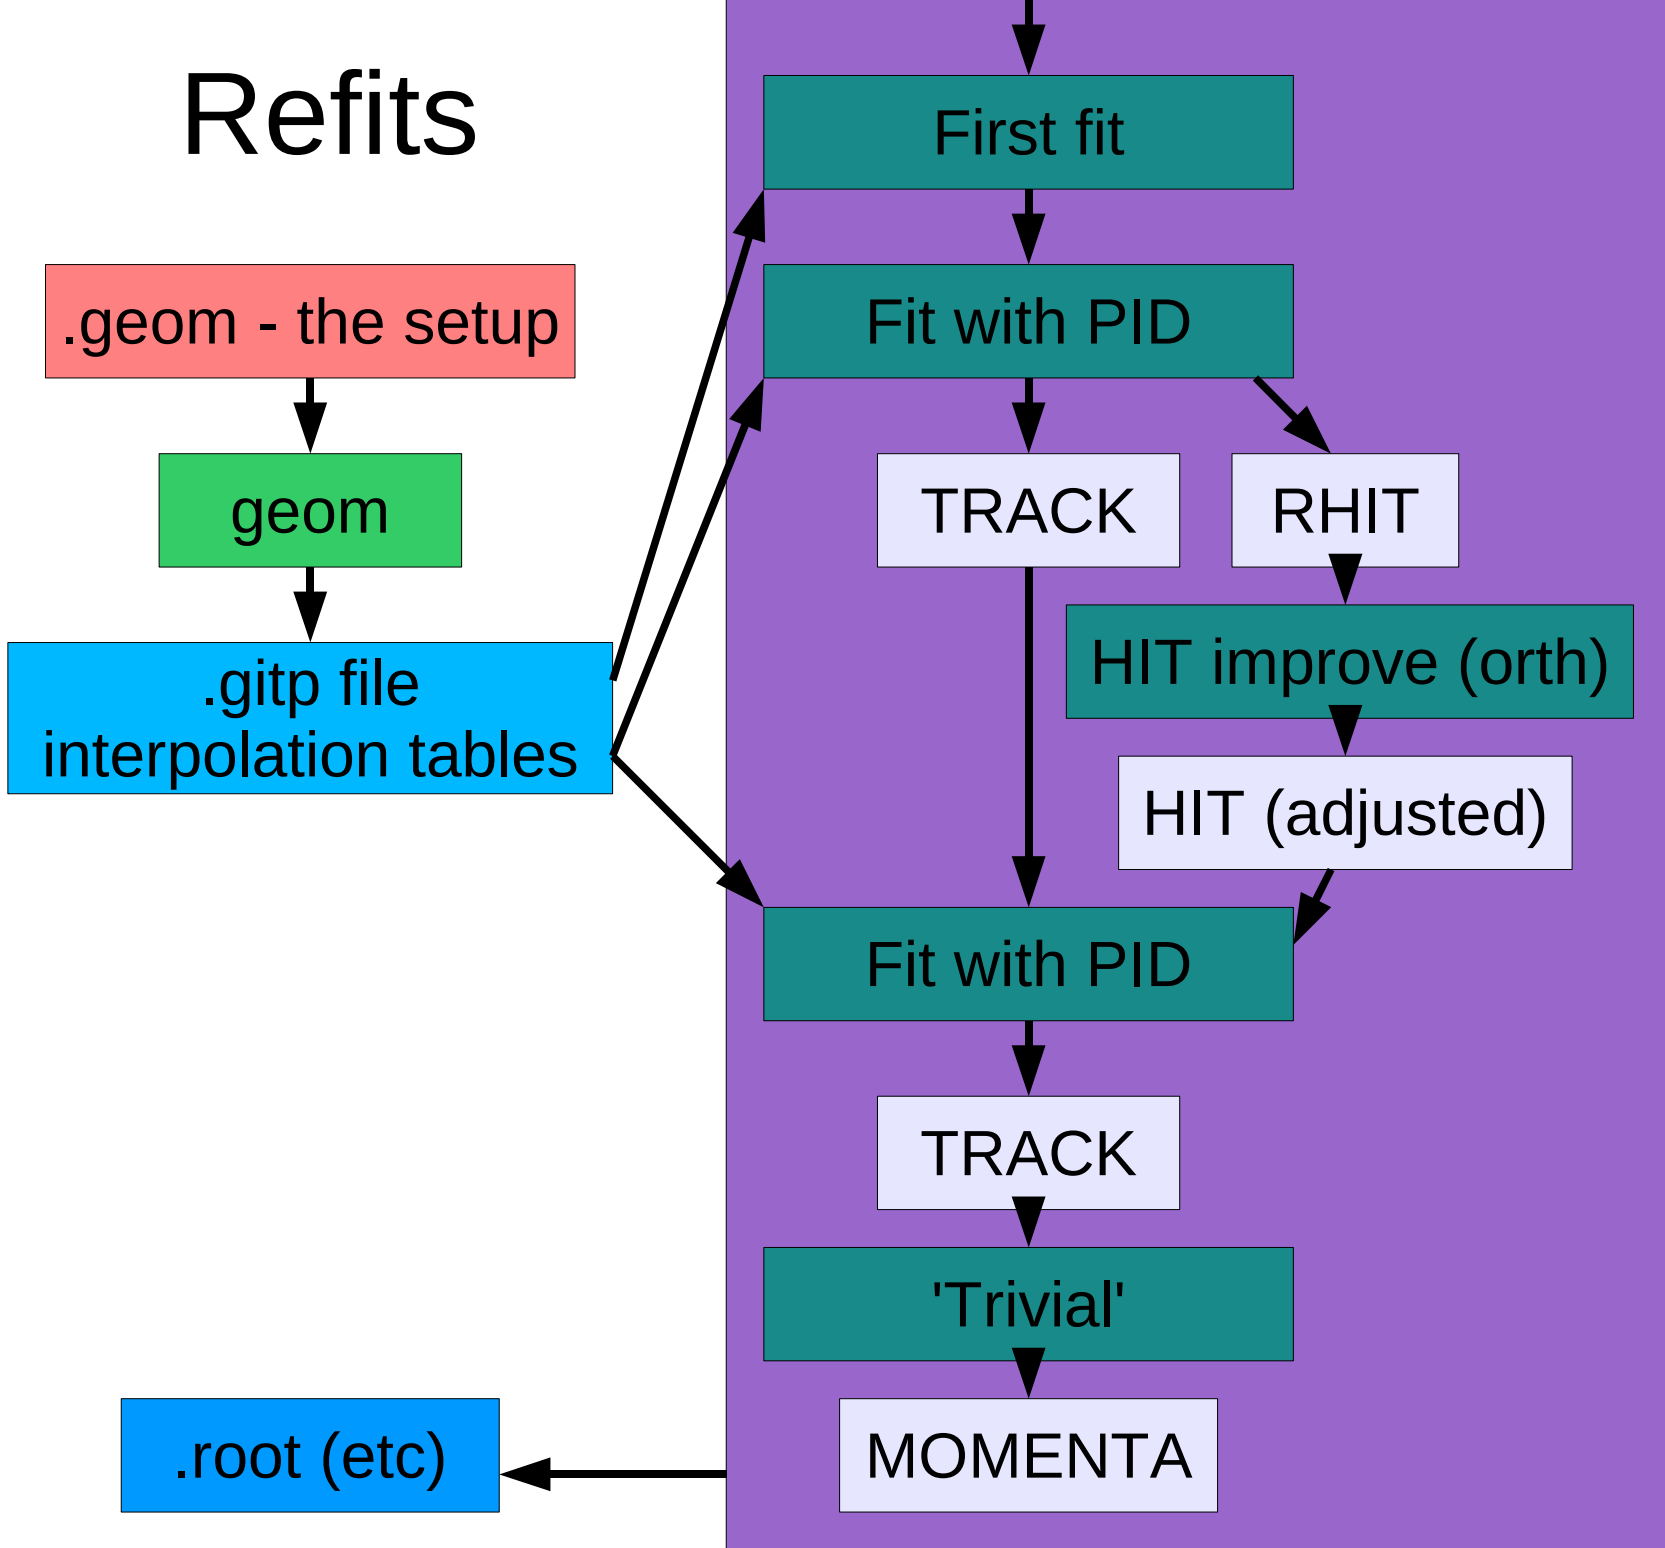 Refits
.geom - the setup
geom
.gitp file
interpolation tables
.root (etc)
First fit
Fit with PID
TRACK
RHIT
HIT improve (orth)
HIT (adjusted)
Fit with PID
TRACK
'Trivial'
MOMENTA